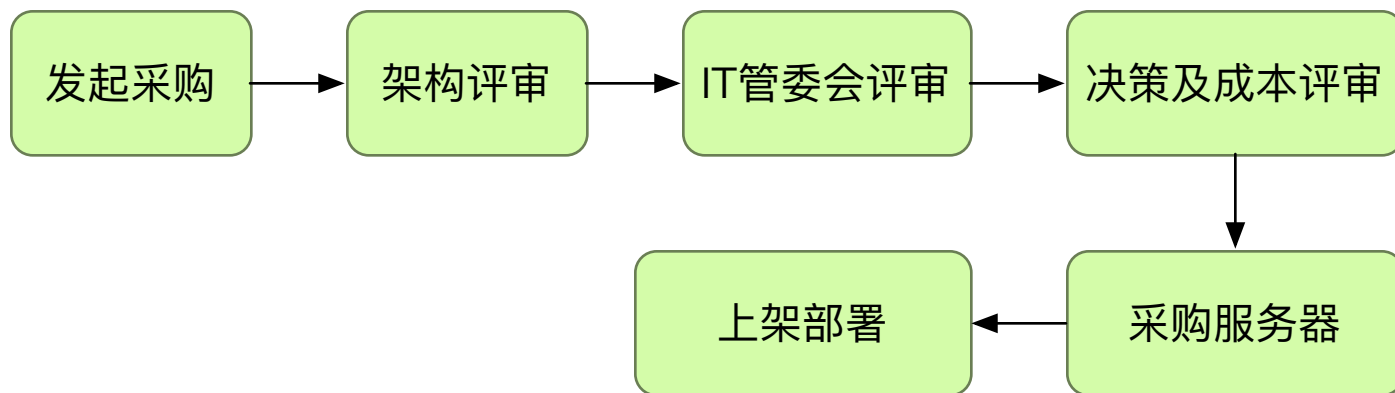 发起采购
架构评审
IT管委会评审
决策及成本评审
采购服务器
上架部署